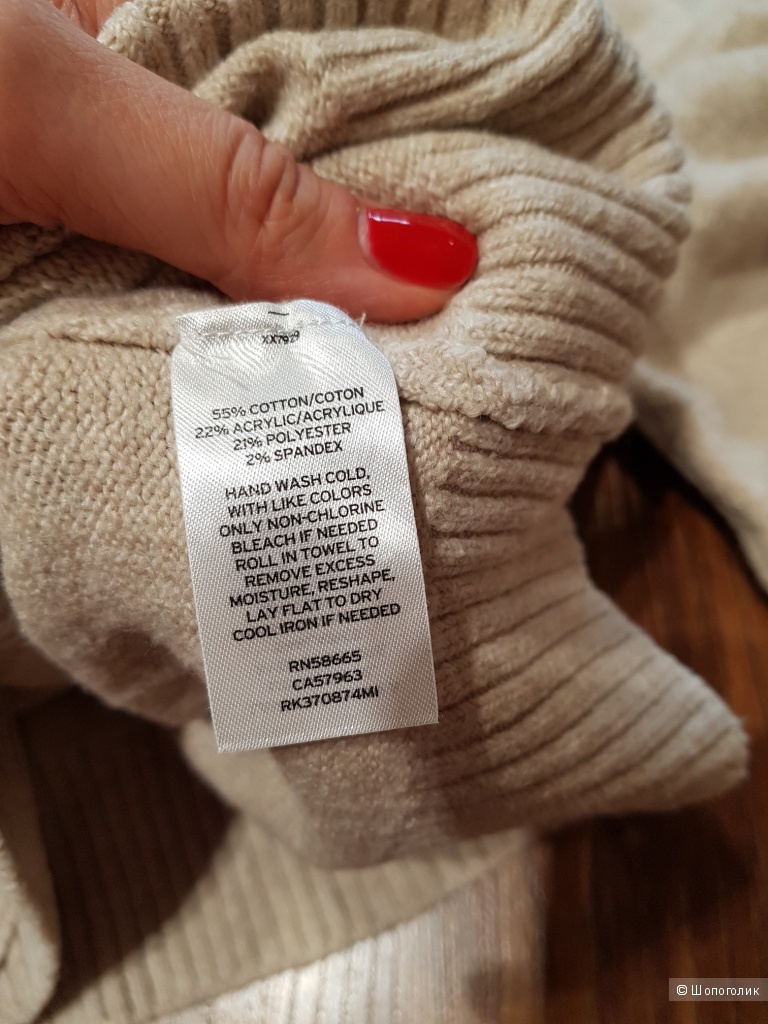 55% COTTON/COTON
22% ACRYLIC/ACRYLIQUE
21% POLYESTER
2% SPANDEX
HAND WASH COLD,
WITH LIKE COLORS
ONLY NON-CHLORINE
BLEACH IF NEEDED
ROLL IN TOWEL TO
REMOVE EXCESS
MOISTURE, RESHAPE,
LAY FLAT TO DRY
COOL IRON IF NEEDED
RN58665
CA57963
RK370874MI
© Шопоголик